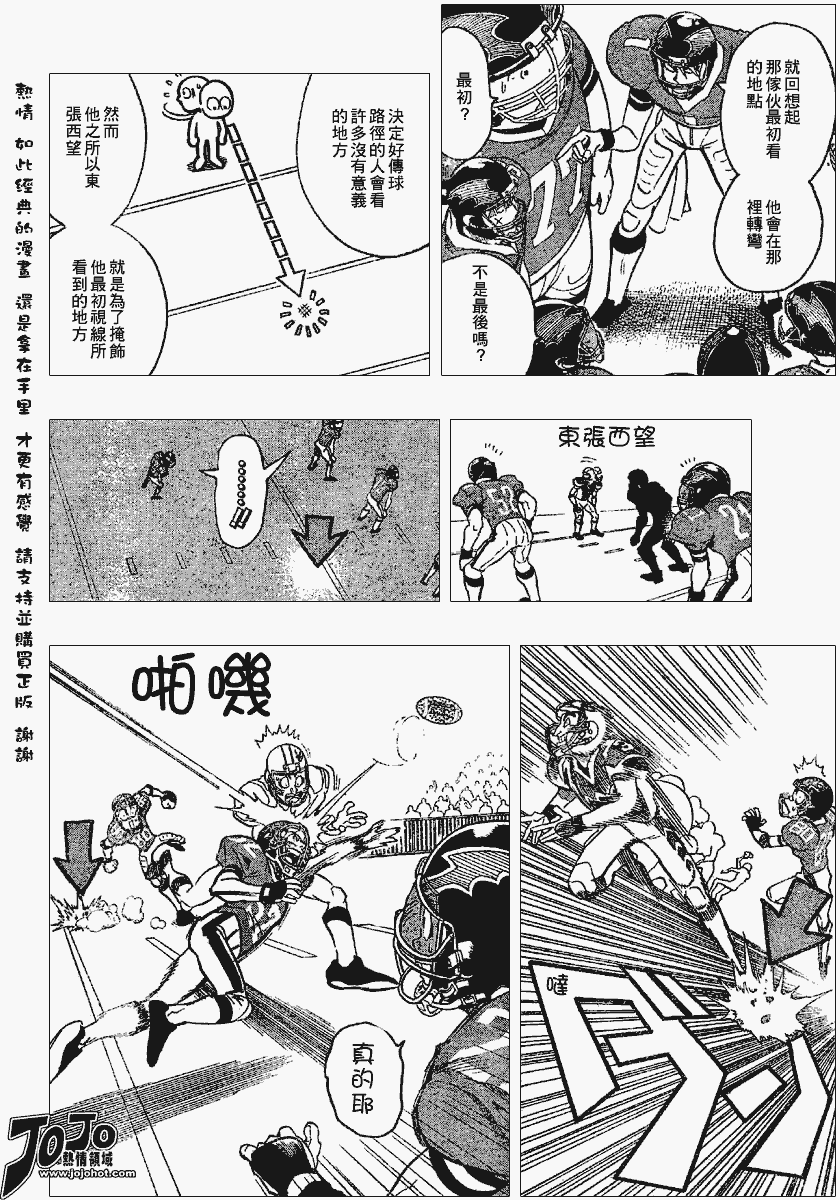 就回想起
那傢伙最初看
的地點
他會在那
裡轉彎
最初？
不是最後嗎？
決定好傳球
路徑的人會看
許多沒有意義
的地方
然而
他之所以東
張西望
就是為了掩飾
他最初視線所
看到的地方
東張西望
噠
ダン
啪嘰
真的耶
熱情 如此經典的漫畫 還是拿在手里 才更有感覺 請支持並購買正版 謝謝
JOJO
熱情領域
www.jojohot.com